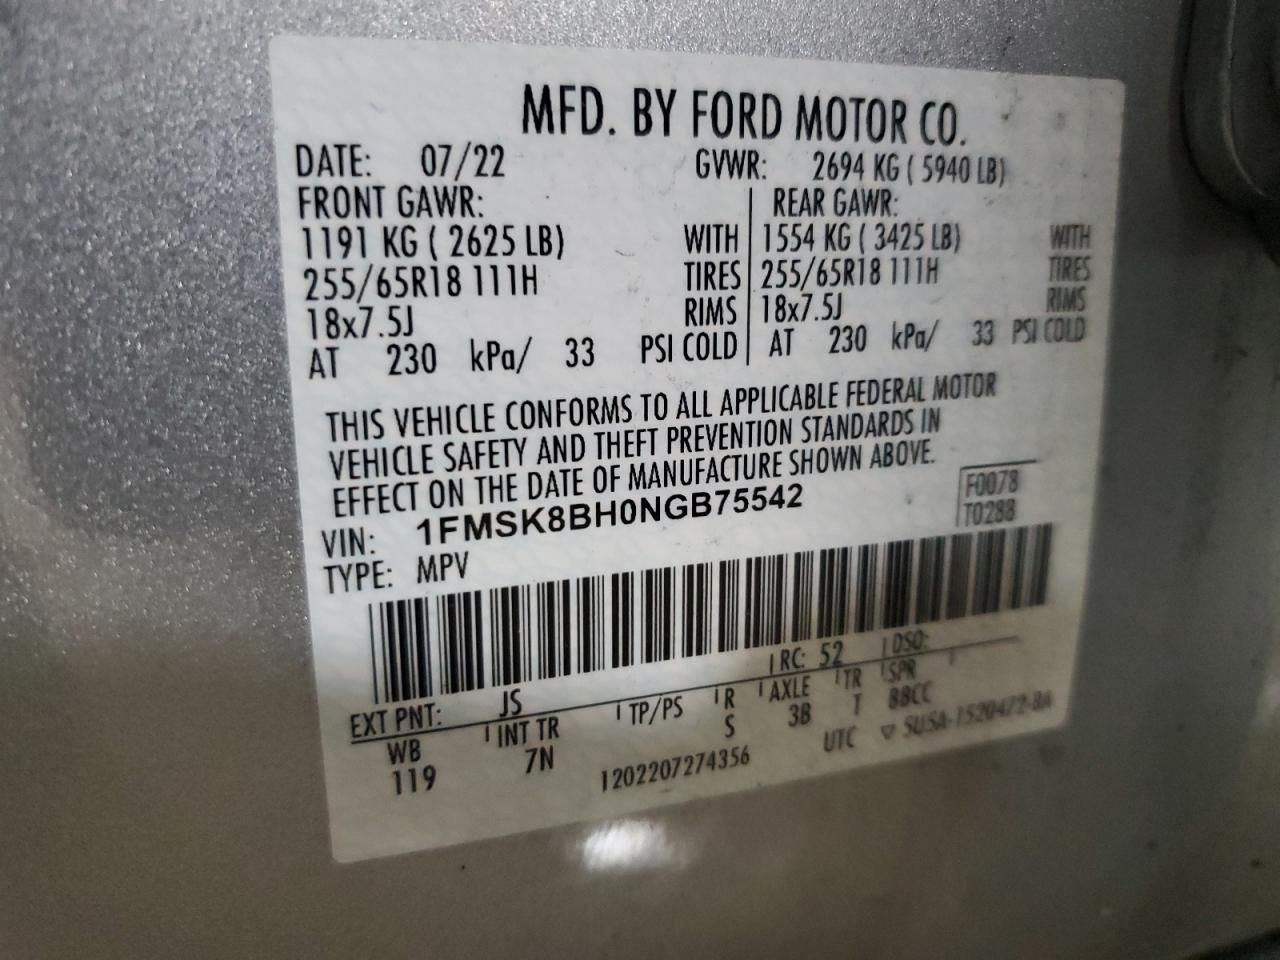 MFD. BY FORD MOTOR CO.
DATE: 07/22 GVWR: 2694 KG ( 5940 LB)
FRONT GAWR: REAR GAWR:
1191 KG ( 2625 LB) WITH 1554 KG ( 3425 LB) WITH
255/65R18 111H TIRES 255/65R18 111H TIRES
18x7.5J RIMS 18x7.5J RIMS
AT 230 kPa/ 33 PSI COLD AT 230 kPa/ 33 PSI COLD
THIS VEHICLE CONFORMS TO ALL APPLICABLE FEDERAL MOTOR
VEHICLE SAFETY AND THEFT PREVENTION STANDARDS IN
EFFECT ON THE DATE OF MANUFACTURE SHOWN ABOVE.
F0078
VIN: 1FMSK8BH0NGB75542
T0288
TYPE: MPV
EXT PNT: JS RC: 52 DSO:
WB INT TR TP/PS R AXLE TR SPR
119 7N S 3B T 88CC
1202207274356 UTC ▽ 5USA-1520472-BA